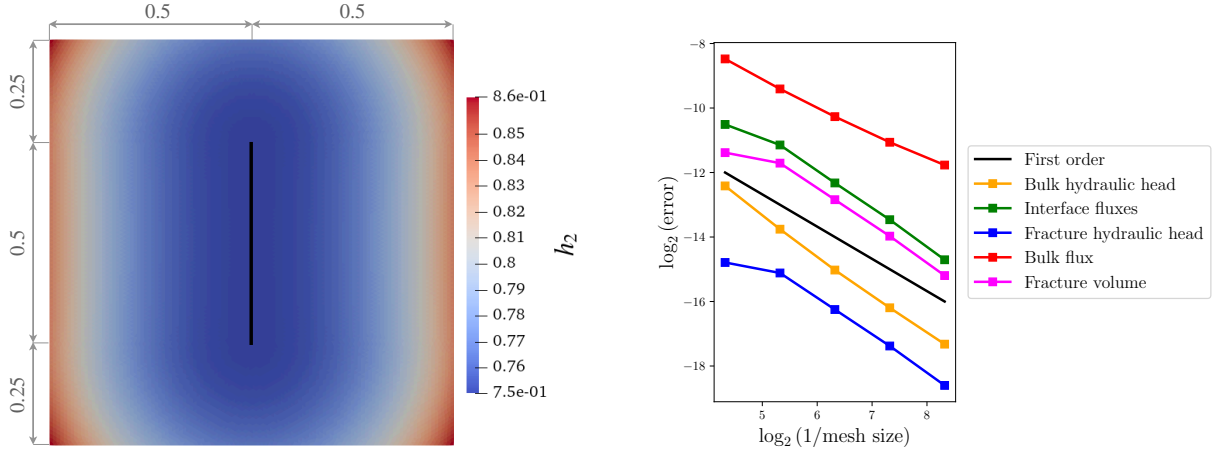 0.5
0.5
0.25
0.5
0.25
8.6e-01
0.85
0.84
0.83
0.82
0.81
0.8
0.79
0.78
0.77
0.76
7.5e-01
h₂
−8
−10
−12
−14
−16
−18
log₂(error)
5
6
7
8
log₂(1/mesh size)
First order
Bulk hydraulic head
Interface fluxes
Fracture hydraulic head
Bulk flux
Fracture volume